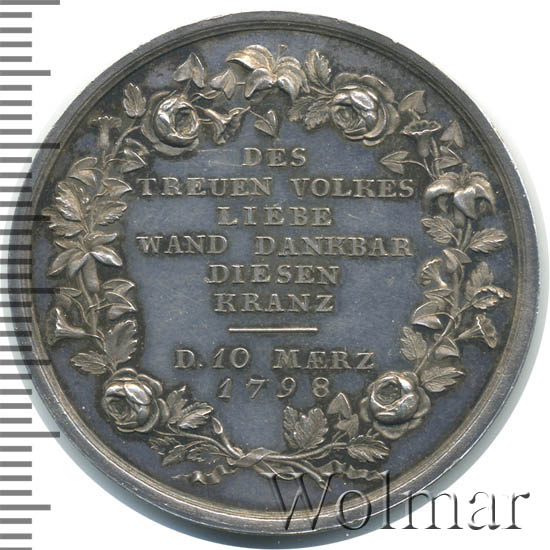 DES
TREUEN VOLKES
LIEBE
WAND DANKBAR
DIESEN
KRANZ
D. 10 MÆRZ
1798
Wolmar